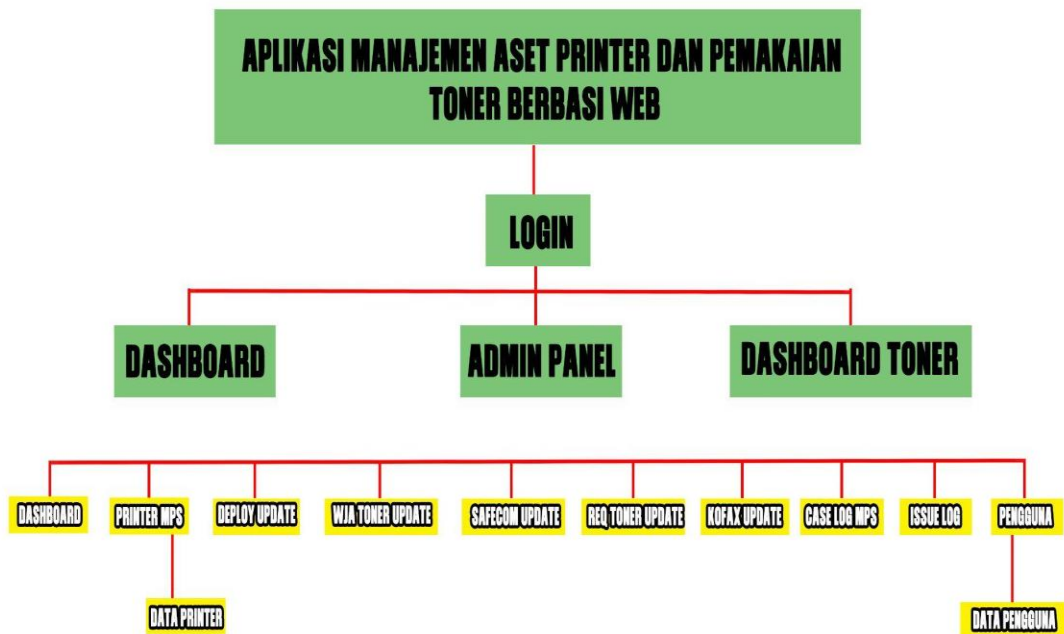 APLIKASI MANAJEMEN ASET PRINTER DAN PEMAKAIAN
TONER BERBASI WEB
LOGIN
DASHBOARD
ADMIN PANEL
DASHBOARD TONER
DASHBOARD
PRINTER MPS
DEPLOY UPDATE
WJA TONER UPDATE
SAFECOM UPDATE
REQ TONER UPDATE
KOFAX UPDATE
CASE LOG MPS
ISSUE LOG
PENGGUNA
DATA PRINTER
DATA PENGGUNA